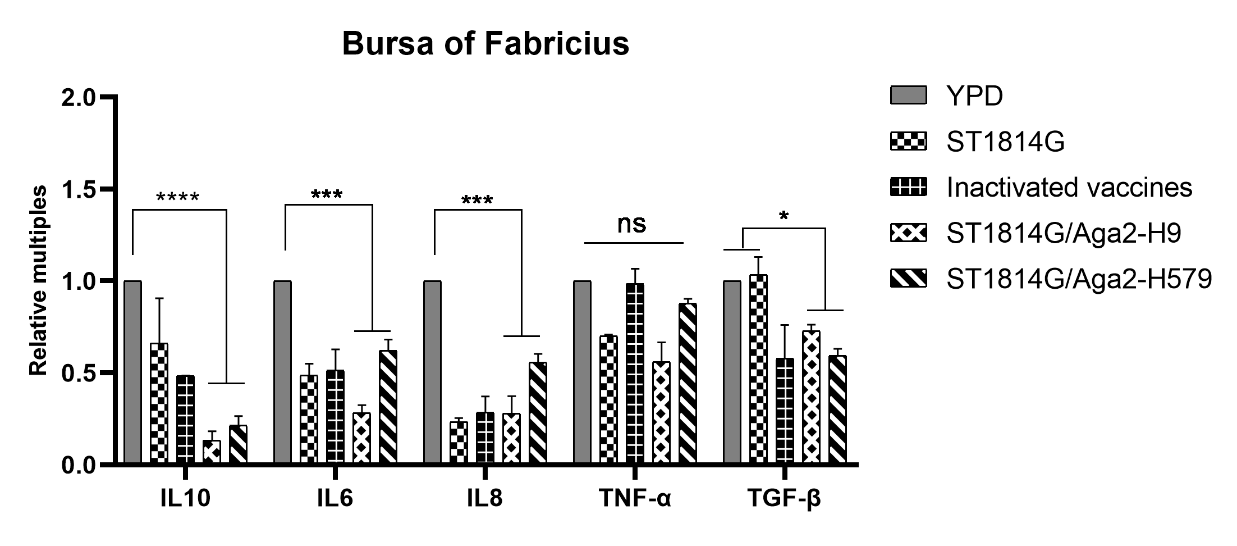 Bursa of Fabricius
Relative multiples
2.0
1.5
1.0
0.5
0.0
****
***
***
ns
*
IL10
IL6
IL8
TNF-α
TGF-β
YPD
ST1814G
Inactivated vaccines
ST1814G/Aga2-H9
ST1814G/Aga2-H579